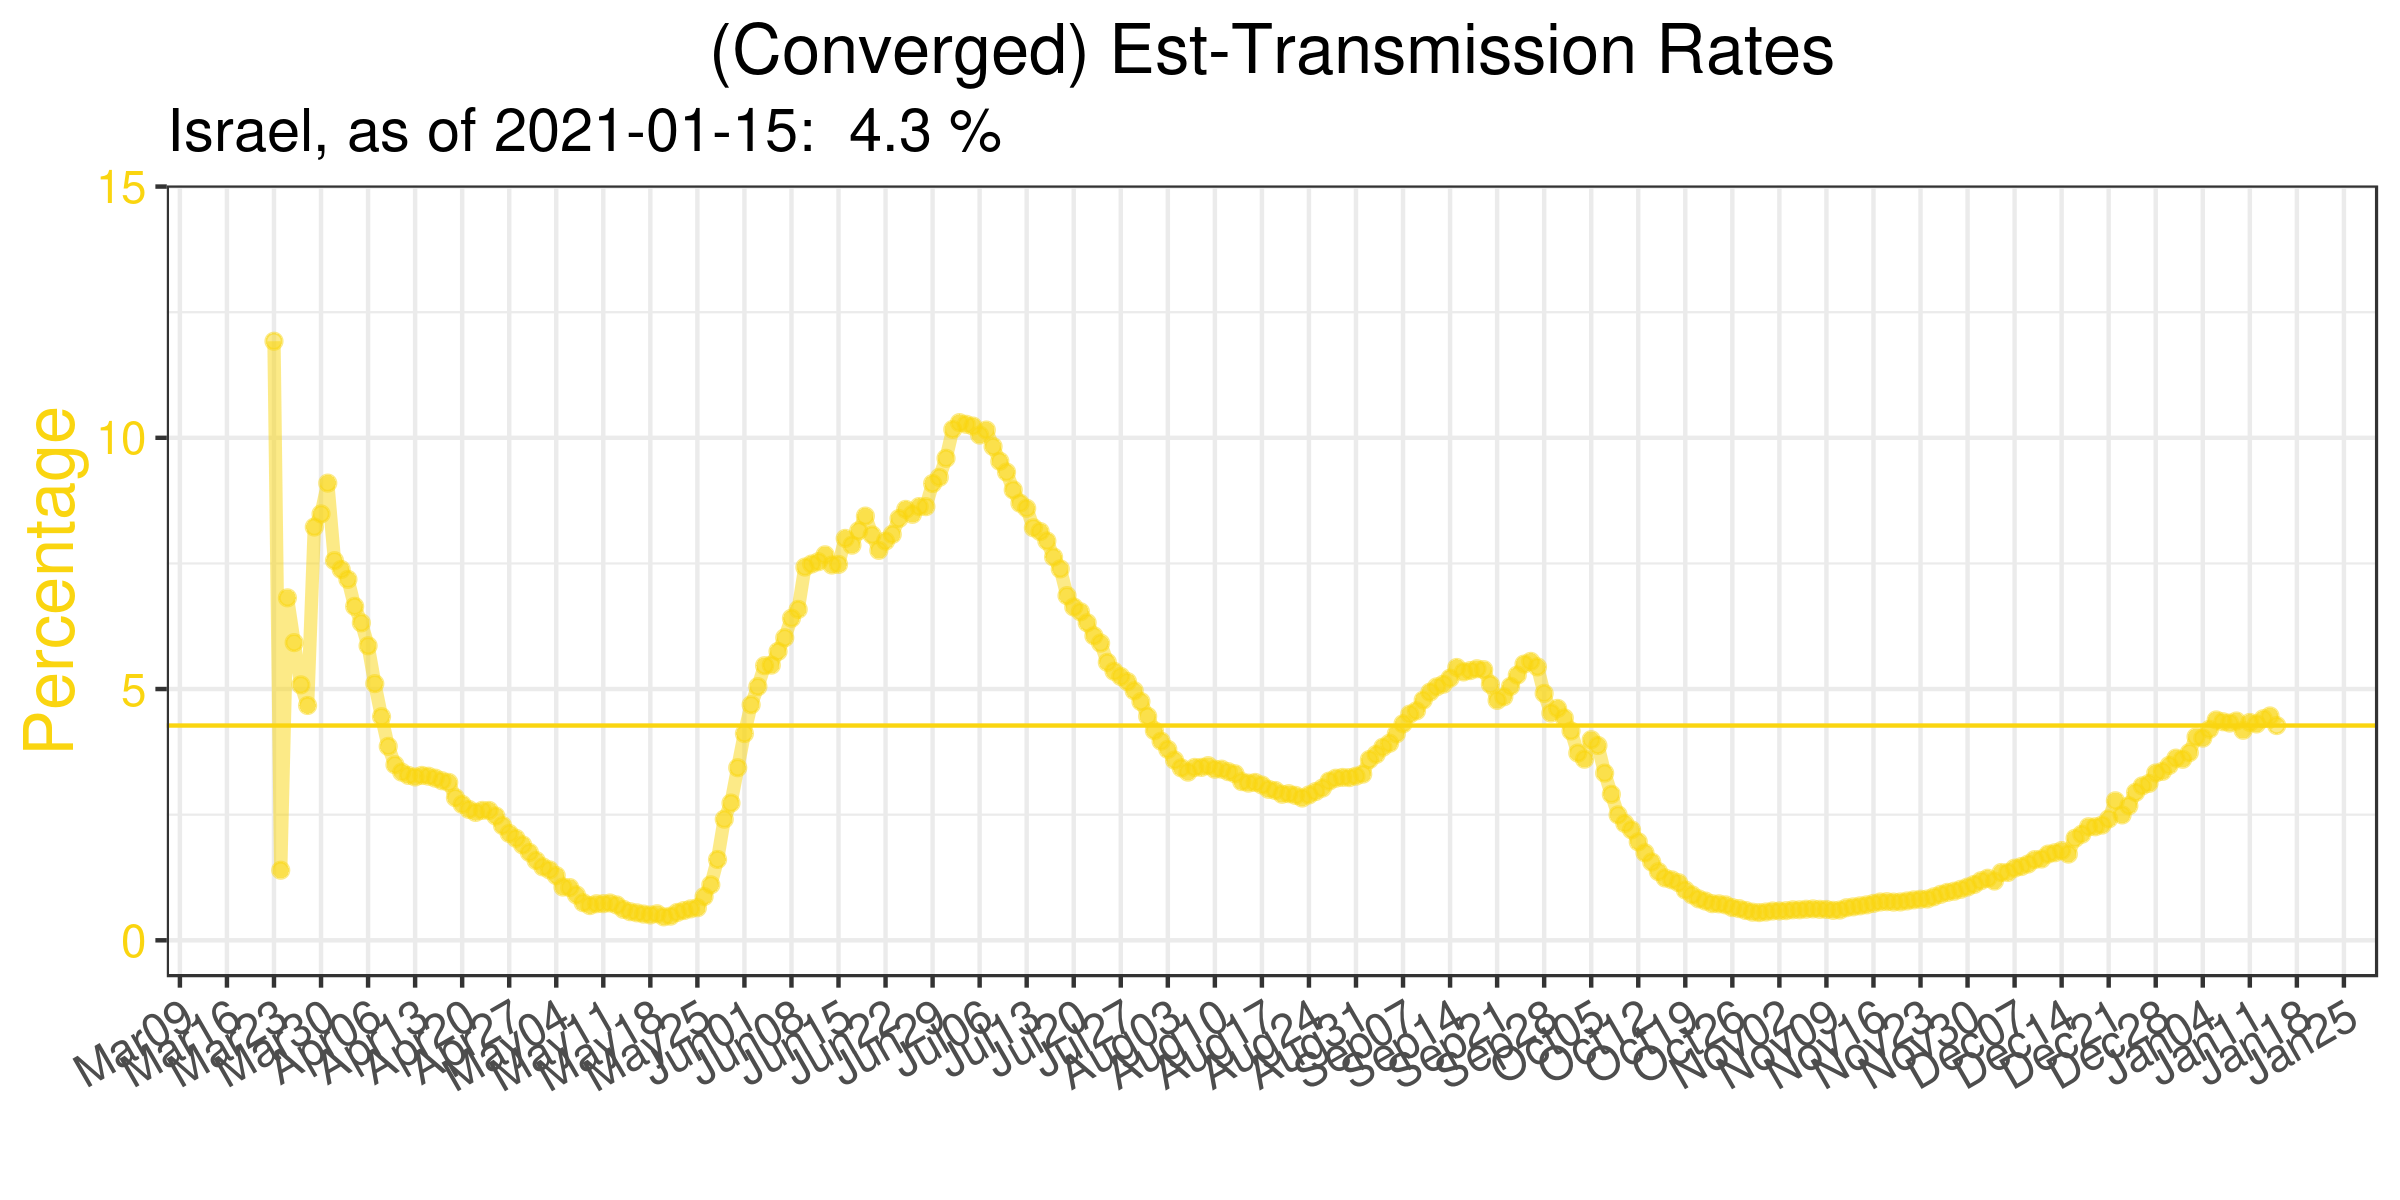 (Converged) Est-Transmission Rates
Israel, as of 2021-01-15:  4.3 %
Percentage
15
10
5
0
Mar09
Mar16
Mar23
Mar30
Apr06
Apr13
Apr20
Apr27
May04
May11
May18
May25
Jun01
Jun08
Jun15
Jun22
Jun29
Jul06
Jul13
Jul20
Jul27
Aug03
Aug10
Aug17
Aug24
Aug31
Sep07
Sep14
Sep21
Sep28
Oct05
Oct12
Oct19
Oct26
Nov02
Nov09
Nov16
Nov23
Nov30
Dec07
Dec14
Dec21
Dec28
Jan04
Jan11
Jan18
Jan25